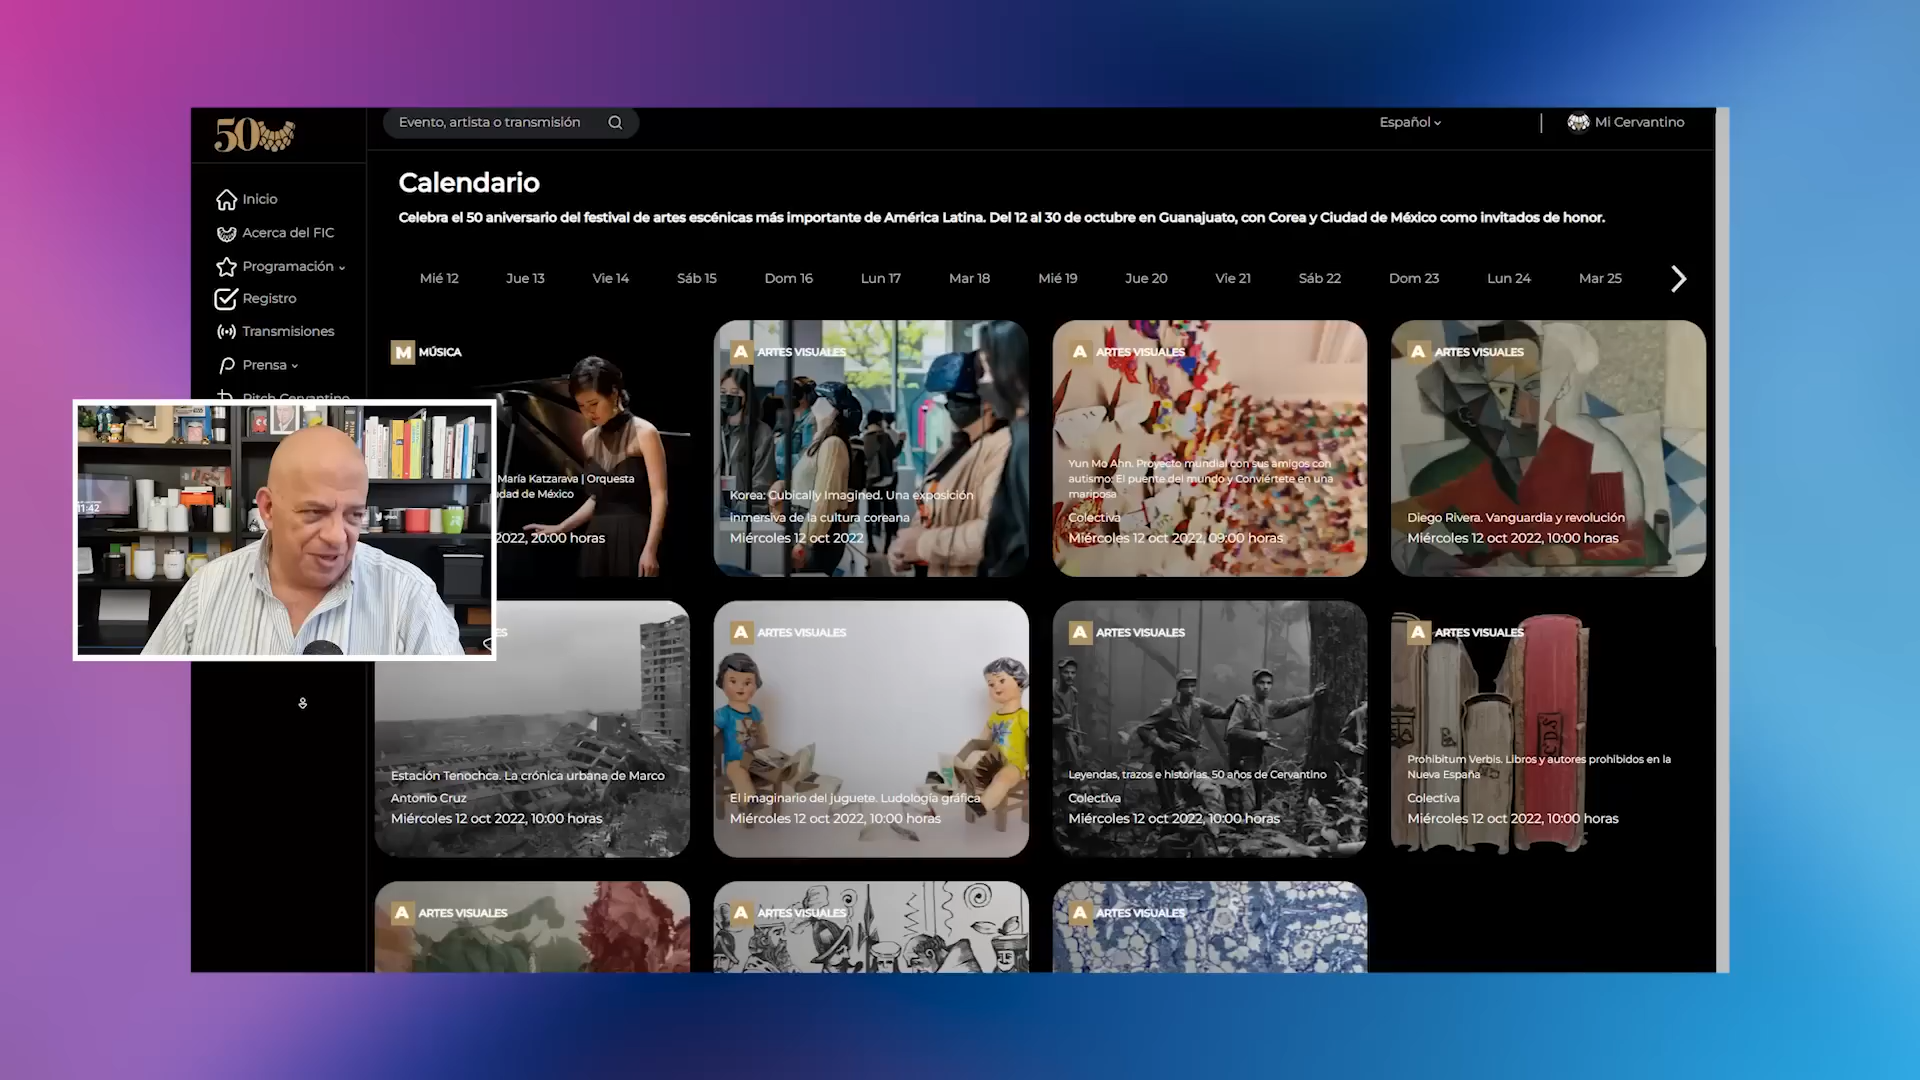 50
Evento, artista o transmisión
Español
Mi Cervantino
Inicio
Acerca del FIC
Programación
Registro
Transmisiones
Prensa
Pitch Cervantino
Calendario
Celebra el 50 aniversario del festival de artes escénicas más importante de América Latina. Del 12 al 30 de octubre en Guanajuato, con Corea y Ciudad de México como invitados de honor.
Mié 12 Jue 13 Vie 14 Sáb 15 Dom 16 Lun 17 Mar 18 Mié 19 Jue 20 Vie 21 Sáb 22 Dom 23 Lun 24 Mar 25
M MÚSICA
María Katzarava | Orquesta
udad de México
2022, 20:00 horas
A ARTES VISUALES
Korea: Cubically Imagined. Una exposición
inmersiva de la cultura coreana
Miércoles 12 oct 2022
A ARTES VISUALES
Yun Mo Ahn. Proyecto mundial con sus amigos con
autismo: El puente del mundo y Conviértete en una
mariposa
Colectiva
Miércoles 12 oct 2022, 09:00 horas
A ARTES VISUALES
Diego Rivera. Vanguardia y revolución
Miércoles 12 oct 2022, 10:00 horas
11:42
ES
Estación Tenochca. La crónica urbana de Marco
Antonio Cruz
Miércoles 12 oct 2022, 10:00 horas
A ARTES VISUALES
El imaginario del juguete. Ludología gráfica
Miércoles 12 oct 2022, 10:00 horas
A ARTES VISUALES
Leyendas, trazos e historias. 50 años de Cervantino
Colectiva
Miércoles 12 oct 2022, 10:00 horas
A ARTES VISUALES
Prohibitum Verbis. Libros y autores prohibidos en la
Nueva España
Colectiva
Miércoles 12 oct 2022, 10:00 horas
A ARTES VISUALES
A ARTES VISUALES
A ARTES VISUALES